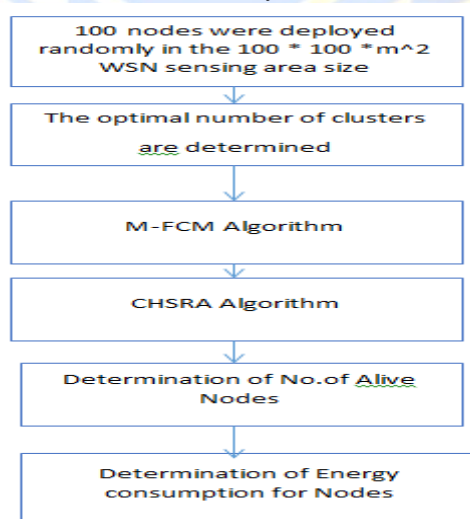 100 nodes were deployed
randomly in the 100 * 100 *m^2
WSN sensing area size
The optimal number of clusters
are determined
M-FCM Algorithm
CHSRA Algorithm
Determination of No.of Alive
Nodes
Determination of Energy
consumption for Nodes